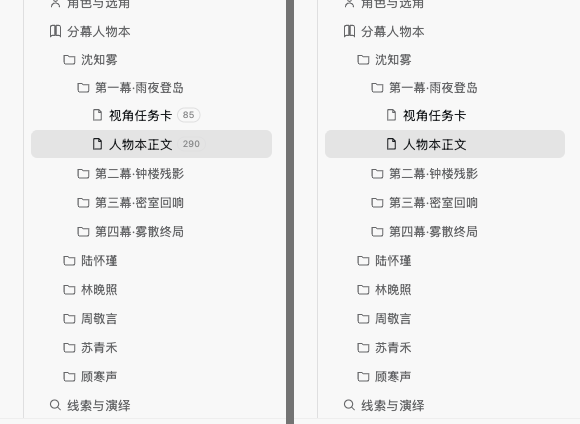 角色与选角
分幕人物本
沈知雾
第一幕·雨夜登岛
视角任务卡 85
人物本正文 290
第二幕·钟楼残影
第三幕·密室回响
第四幕·雾散终局
陆怀瑾
林晚照
周敬言
苏青禾
顾寒声
线索与演绎
角色与选角
分幕人物本
沈知雾
第一幕·雨夜登岛
视角任务卡
人物本正文
第二幕·钟楼残影
第三幕·密室回响
第四幕·雾散终局
陆怀瑾
林晚照
周敬言
苏青禾
顾寒声
线索与演绎